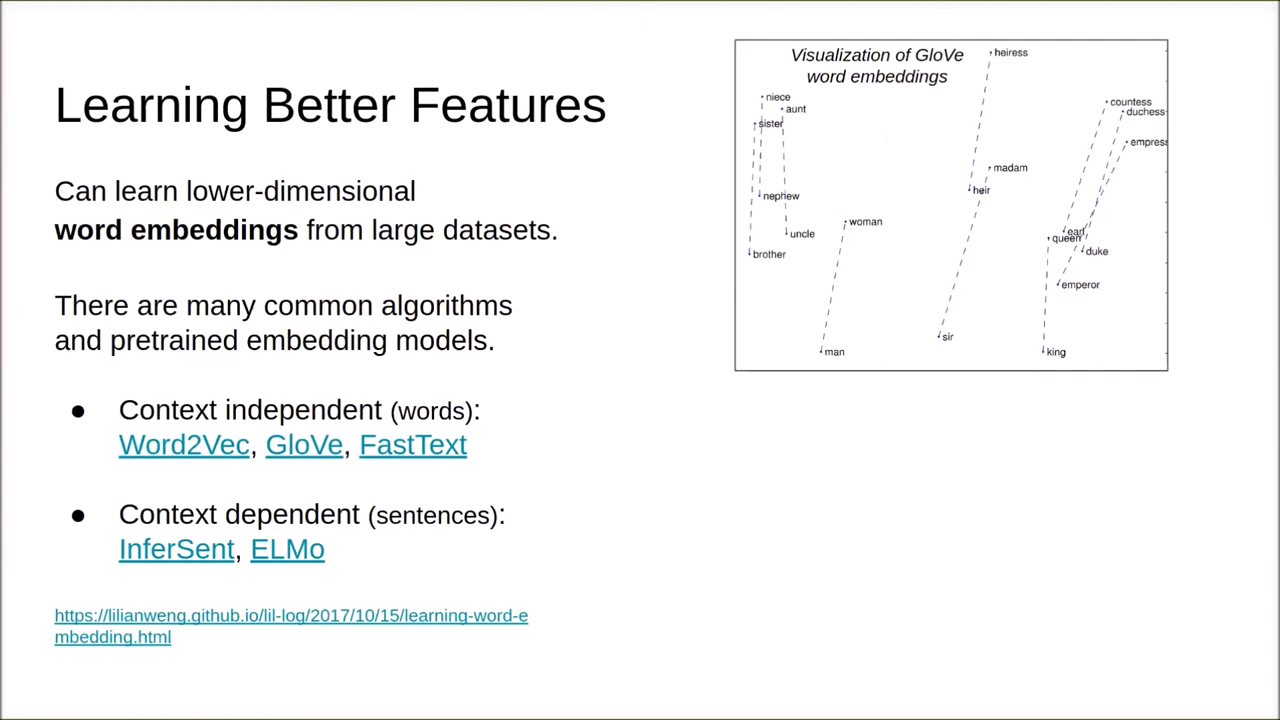 Learning Better Features
Can learn lower-dimensional
word embeddings from large datasets.
There are many common algorithms
and pretrained embedding models.
● Context independent (words):
Word2Vec, GloVe, FastText
● Context dependent (sentences):
InferSent, ELMo
https://lilianweng.github.io/lil-log/2017/10/15/learning-word-e
mbedding.html
Visualization of GloVe
word embeddings
heiress
niece
aunt
sister
countess
duchess
empress
madam
heir
nephew
woman
uncle
brother
earl
queen
duke
emperor
sir
man
king